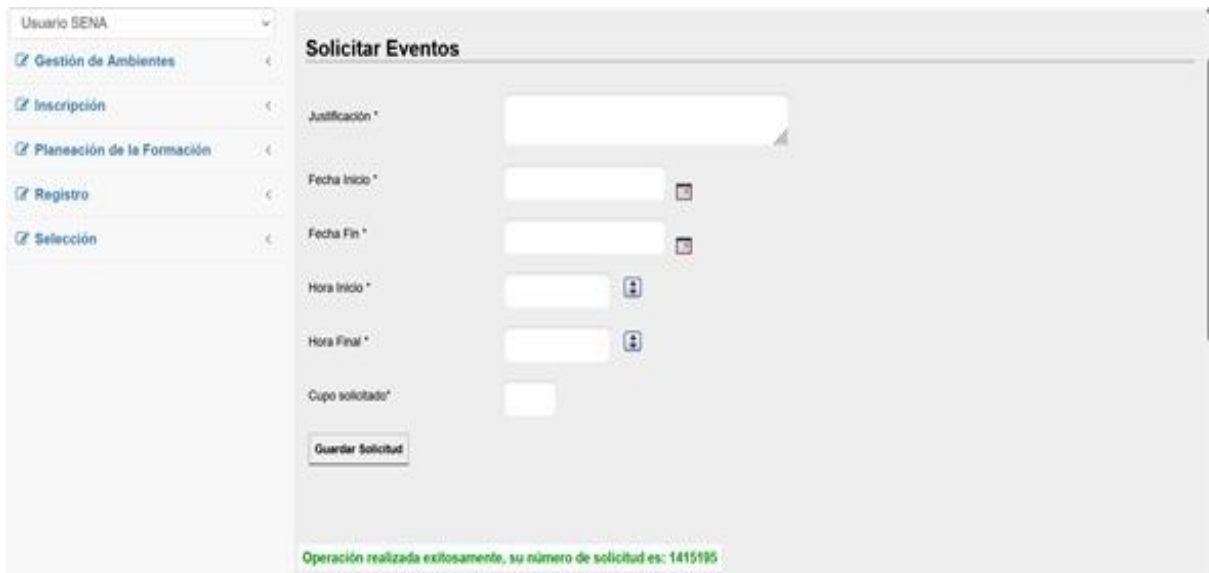 Usuario SENA
Gestión de Ambientes
Inscripción
Planeación de la Formación
Registro
Selección
Solicitar Eventos
Justificación *
Fecha Inicio *
Fecha Fin *
Hora Inicio *
Hora Final *
Cupo solicitado*
Guardar Solicitud
Operación realizada exitosamente, su número de solicitud es: 1415195